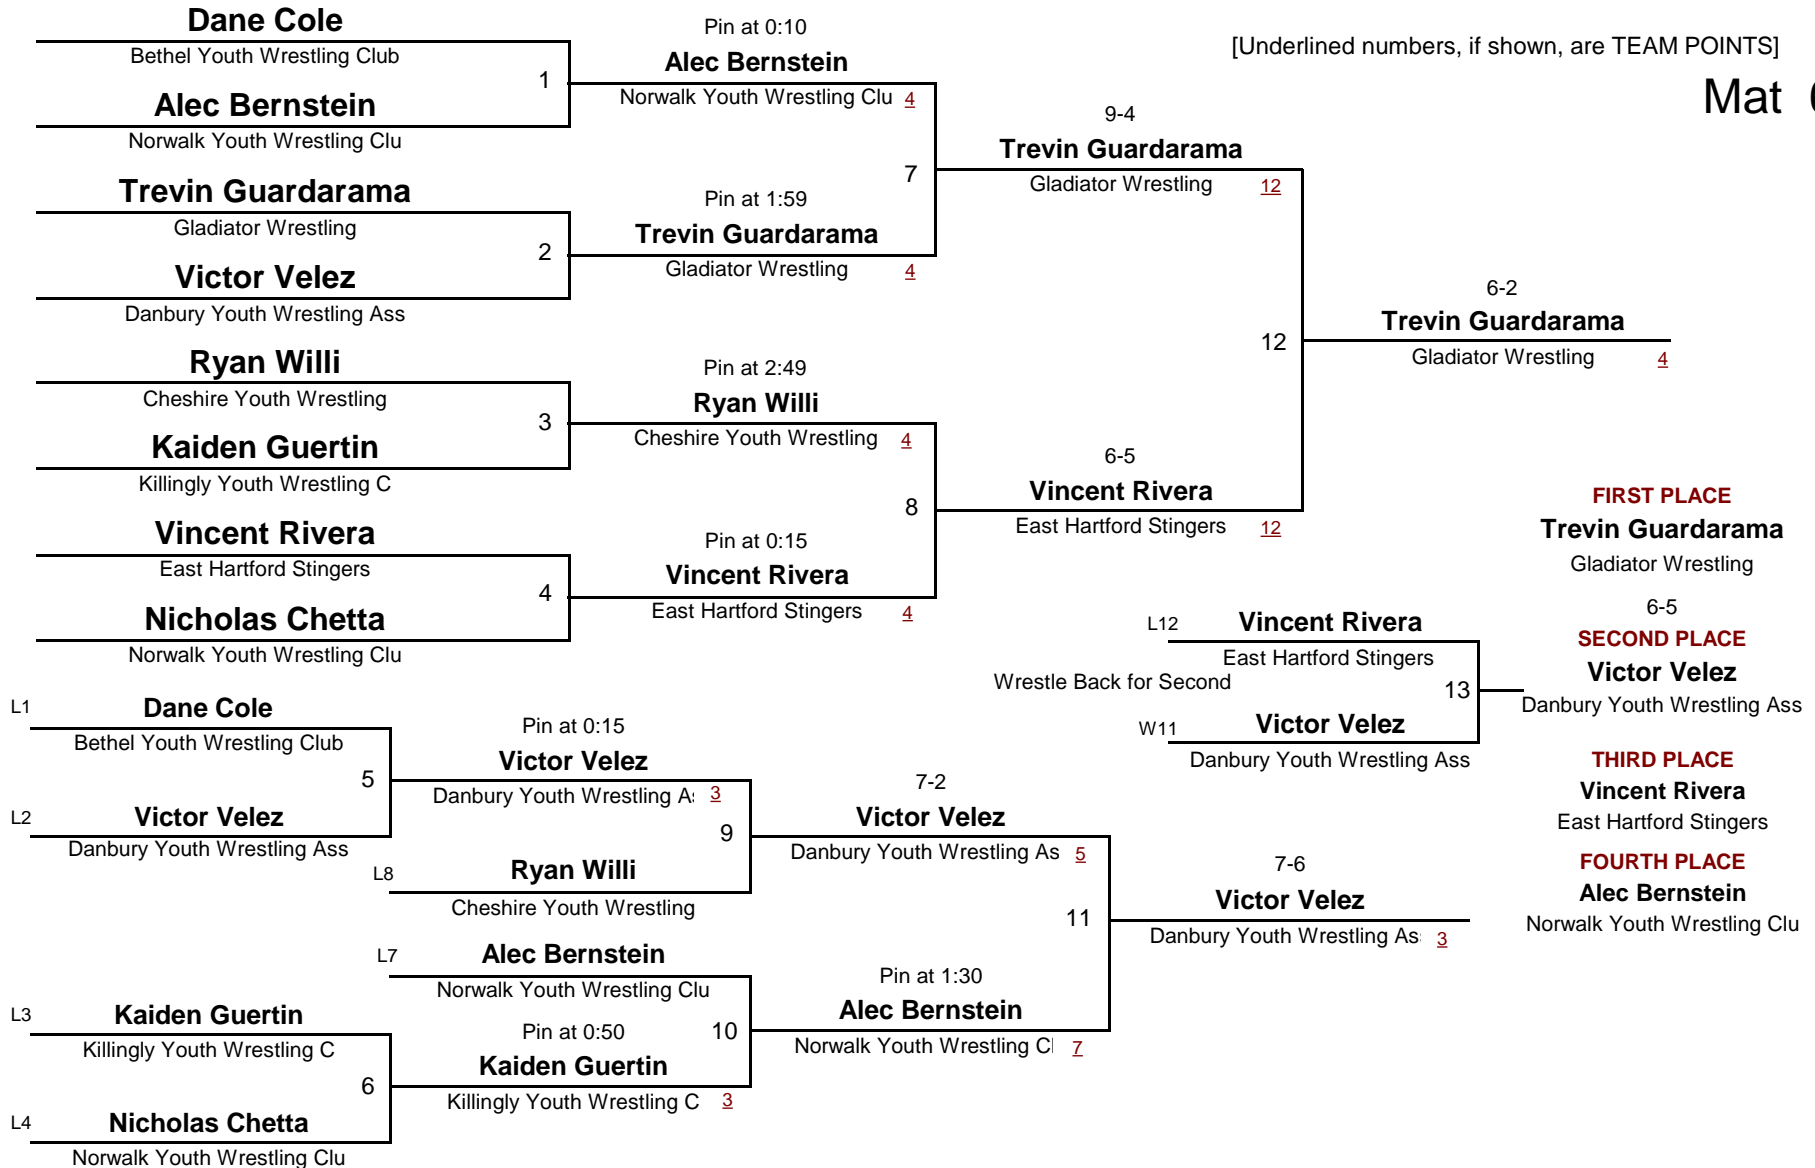 Dane Cole
Bethel Youth Wrestling Club
1
Alec Bernstein
Norwalk Youth Wrestling Clu
Trevin Guardarama
Gladiator Wrestling
2
Victor Velez
Danbury Youth Wrestling Ass
Ryan Willi
Cheshire Youth Wrestling
3
Kaiden Guertin
Killingly Youth Wrestling C
Vincent Rivera
East Hartford Stingers
4
Nicholas Chetta
Norwalk Youth Wrestling Clu
Pin at 0:10
Alec Bernstein
Norwalk Youth Wrestling Clu 4
7
Pin at 1:59
Trevin Guardarama
Gladiator Wrestling 4
Pin at 2:49
Ryan Willi
Cheshire Youth Wrestling 4
8
Pin at 0:15
Vincent Rivera
East Hartford Stingers 4
[Underlined numbers, if shown, are TEAM POINTS]
Mat
9-4
Trevin Guardarama
Gladiator Wrestling 12
12
6-5
Vincent Rivera
East Hartford Stingers 12
6-2
Trevin Guardarama
Gladiator Wrestling 4
L12 Vincent Rivera
East Hartford Stingers
Wrestle Back for Second
13
W11 Victor Velez
Danbury Youth Wrestling Ass
FIRST PLACE
Trevin Guardarama
Gladiator Wrestling
6-5
SECOND PLACE
Victor Velez
Danbury Youth Wrestling Ass
THIRD PLACE
Vincent Rivera
East Hartford Stingers
FOURTH PLACE
Alec Bernstein
Norwalk Youth Wrestling Clu
L1 Dane Cole
Bethel Youth Wrestling Club
5
L2 Victor Velez
Danbury Youth Wrestling Ass
L3 Kaiden Guertin
Killingly Youth Wrestling C
6
L4 Nicholas Chetta
Norwalk Youth Wrestling Clu
Pin at 0:15
Victor Velez
Danbury Youth Wrestling As 3
9
L8 Ryan Willi
Cheshire Youth Wrestling
L7 Alec Bernstein
Norwalk Youth Wrestling Clu
Pin at 0:50 10
Kaiden Guertin
Killingly Youth Wrestling C 3
7-2
Victor Velez
Danbury Youth Wrestling As 5
11
Pin at 1:30
Alec Bernstein
Norwalk Youth Wrestling Cl 7
7-6
Victor Velez
Danbury Youth Wrestling As 3